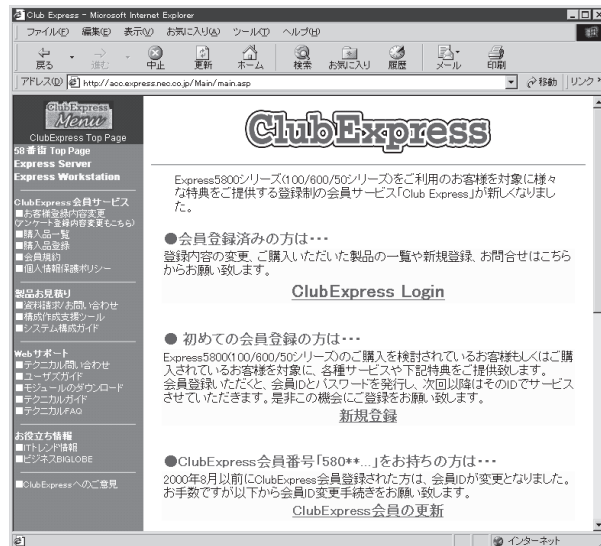 Club Express - Microsoft Internet Explorer
ファイル(F) 編集(E) 表示(V) お気に入り(A) ツール(T) ヘルプ(H)
戻る 進む 中止 更新 ホーム 検索 お気に入り 履歴 メール 印刷
アドレス(D) http://acc.express.nec.co.jp/Main/main.asp 移動 リンク
ClubExpress
Menu
ClubExpress Top Page
58番街 Top Page
Express Server
Express Workstation
ClubExpress会員サービス
■お客様登録内容変更
(アンケート登録内容変更もこちら)
■購入品一覧
■購入品登録
■会員規約
■個人情報保護ポリシー
製品お見積り
■資料請求/お問い合わせ
■構成作成支援ツール
■システム構成ガイド
Webサポート
■テクニカル問い合わせ
■ユーザズガイド
■モジュールのダウンロード
■テクニカルガイド
■テクニカルFAQ
お役立ち情報
■ITトレンド情報
■ビジネスBIGLOBE
■ClubExpressへのご意見
ClubExpress
Express5800シリーズ(100/600/50シリーズ)をご利用のお客様を対象に様々
な特典をご提供する登録制の会員サービス「Club Express」が新しくなりまし
た。
●会員登録済みの方は･･･
登録内容の変更、ご購入いただいた製品の一覧や新規登録、お問合せはこちら
からお願い致します。
ClubExpress Login
● 初めての会員登録の方は･･･
Express5800(100/600/50シリーズ)のご購入を検討されているお客様もしくはご購
入されているお客様を対象に、各種サービスや下記特典をご提供致します。
会員登録いただくと、会員IDとパスワードを発行し、次回以降はそのIDでサービス
させていただきます。是非この機会にご登録をお願い致します。
新規登録
●ClubExpress会員番号「580**...」をお持ちの方は･･･
2000年8月以前にClubExpress会員登録された方は、会員IDが変更となりました。
お手数ですが以下から会員ID変更手続きをお願い致します。
ClubExpress会員の更新
インターネット